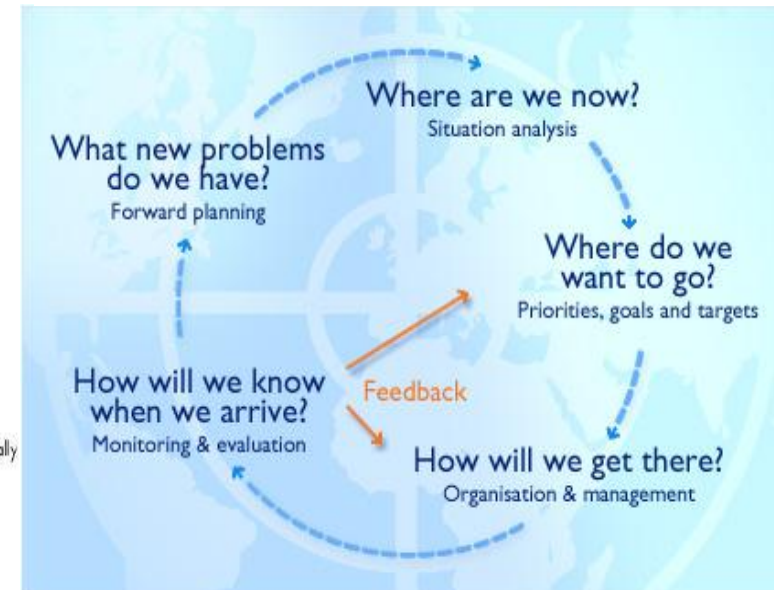 Where are we now?
Situation analysis
What new problems
do we have?
Forward planning
Where do we
want to go?
Priorities, goals and targets
How will we know
when we arrive?
Monitoring & evaluation
Feedback
How will we get there?
Organisation & management